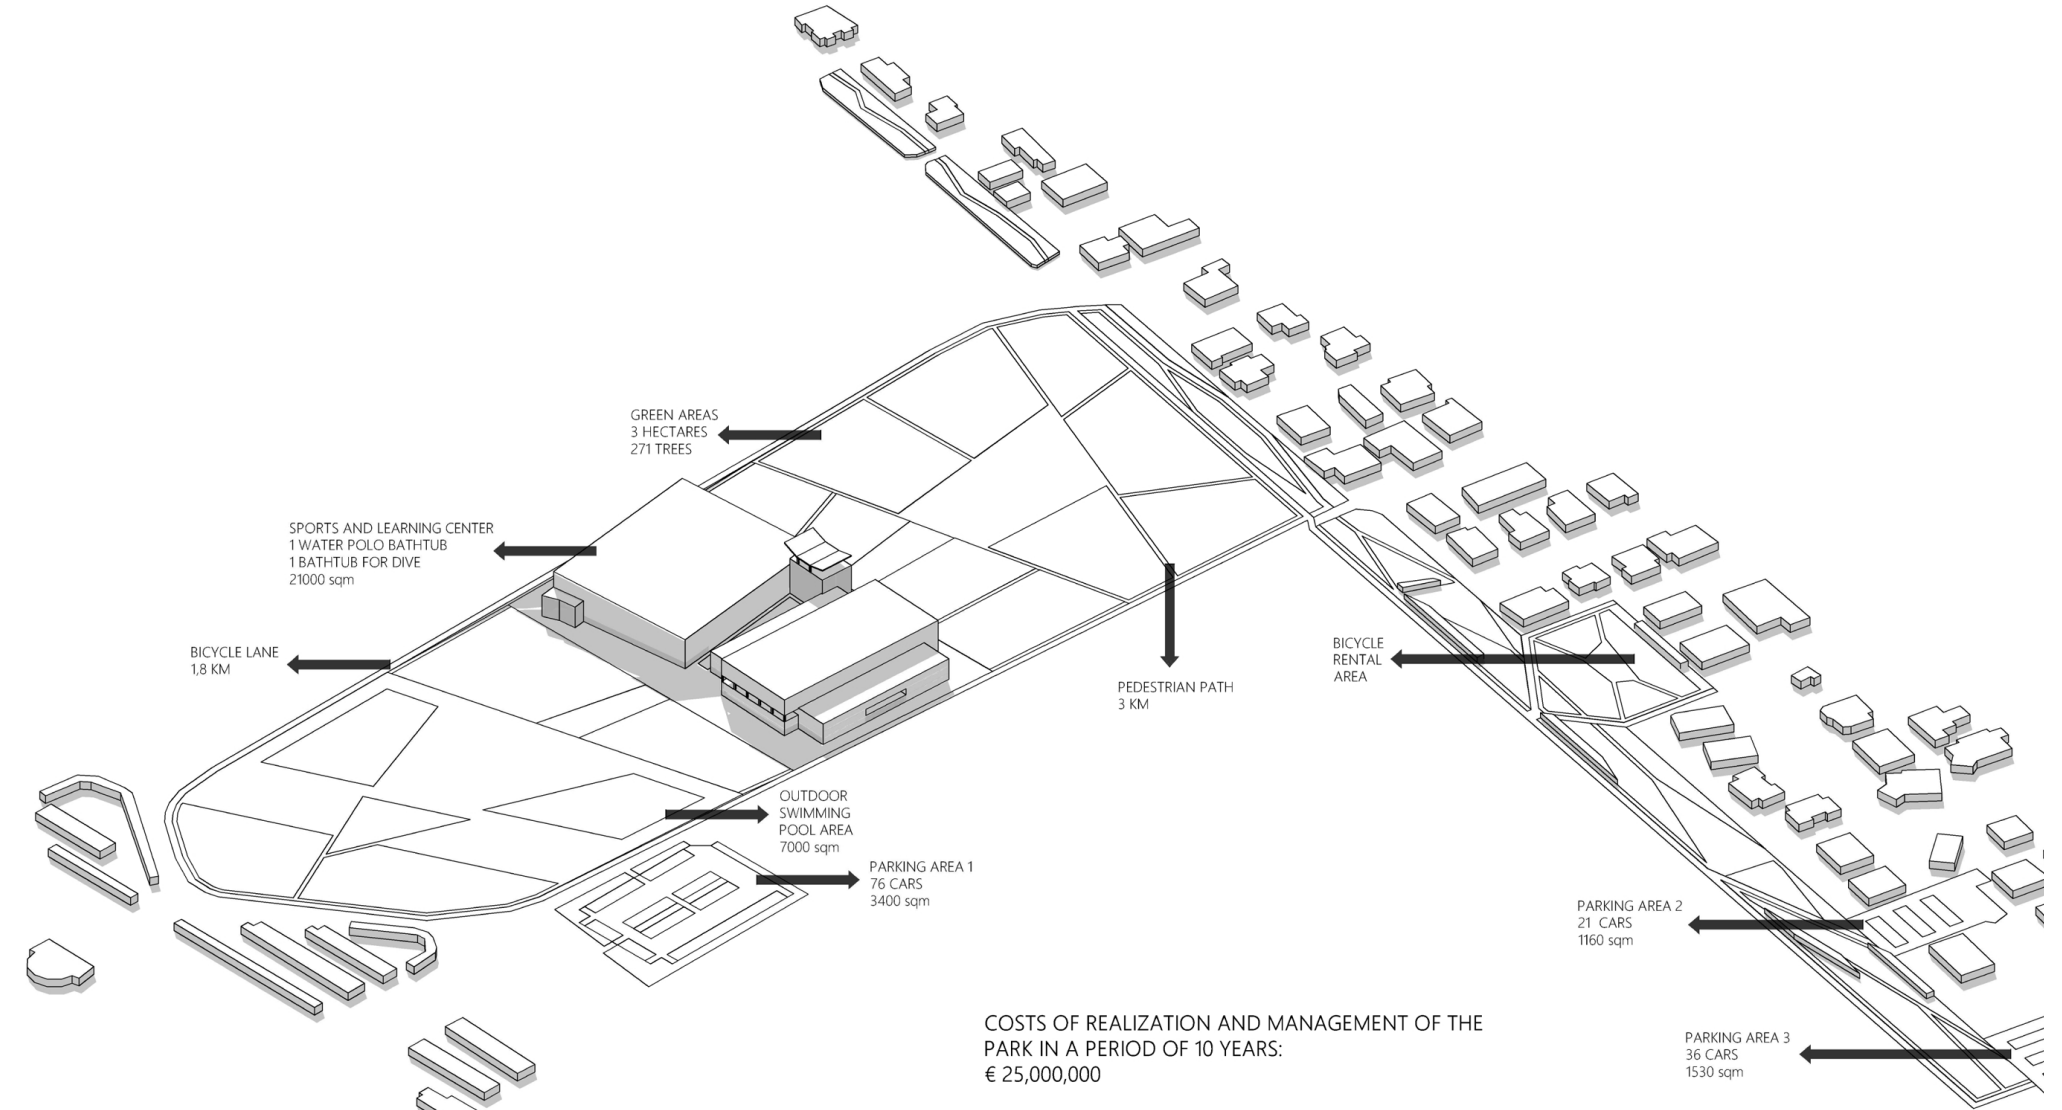 GREEN AREAS
3 HECTARES
271 TREES
SPORTS AND LEARNING CENTER
1 WATER POLO BATHTUB
1 BATHTUB FOR DIVE
21000 sqm
BICYCLE LANE
1,8 KM
PEDESTRIAN PATH
3 KM
BICYCLE
RENTAL
AREA
OUTDOOR
SWIMMING
POOL AREA
7000 sqm
PARKING AREA 1
76 CARS
3400 sqm
PARKING AREA 2
21 CARS
1160 sqm
PARKING AREA 3
36 CARS
1530 sqm
COSTS OF REALIZATION AND MANAGEMENT OF THE
PARK IN A PERIOD OF 10 YEARS:
€ 25,000,000